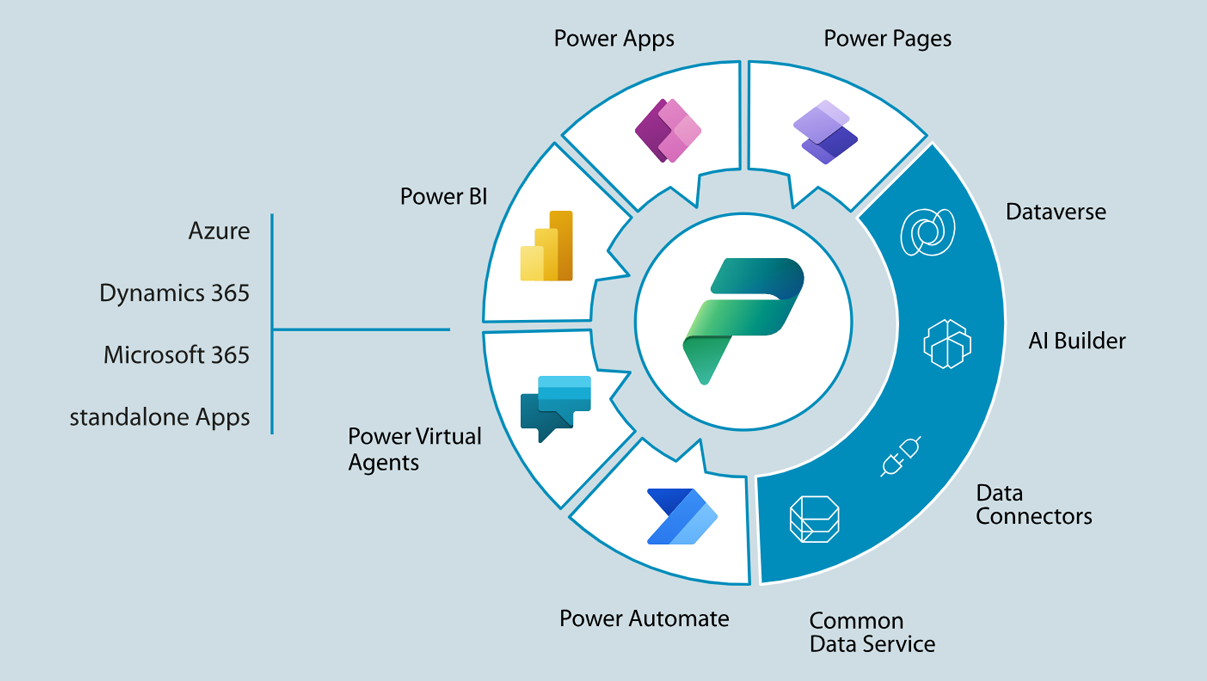 Power Apps
Power Pages
Power BI
Dataverse
Azure
Dynamics 365
Microsoft 365
standalone Apps
AI Builder
Power Virtual
Agents
Data
Connectors
Power Automate
Common
Data Service